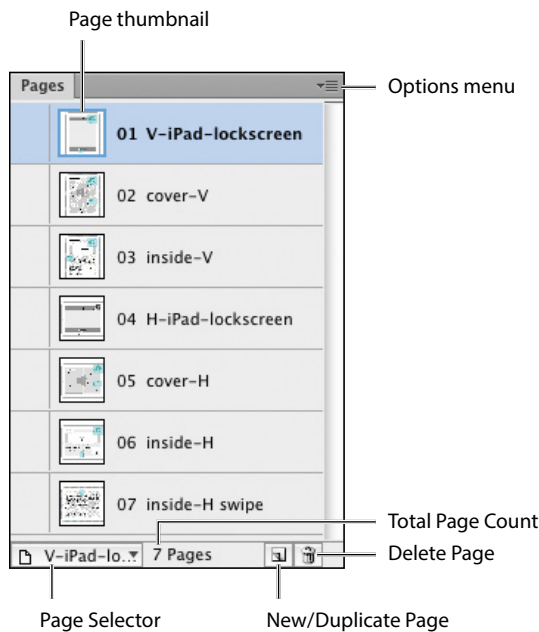 Page thumbnail
Pages
Options menu
01 V-iPad-lockscreen
02 cover-V
03 inside-V
04 H-iPad-lockscreen
05 cover-H
06 inside-H
07 inside-H swipe
Total Page Count
V-iPad-lo... 7 Pages
Delete Page
Page Selector
New/Duplicate Page